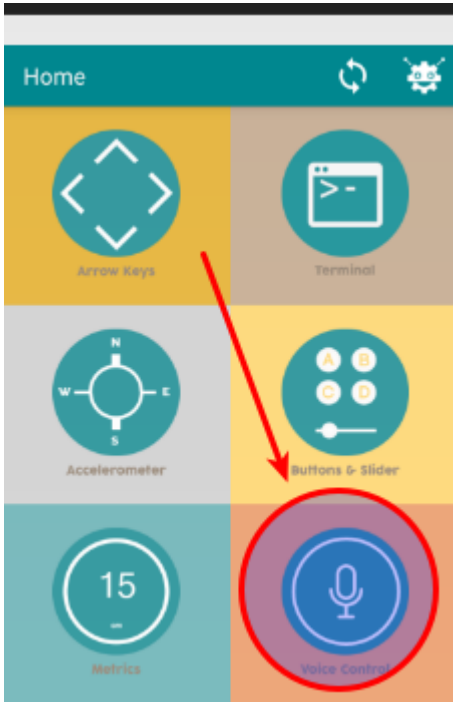 Home
Arrow Keys
>-
Terminal
N
W
E
S
Accelerometer
A B
C D
Buttons & Slider
15
Metrics
Voice Control